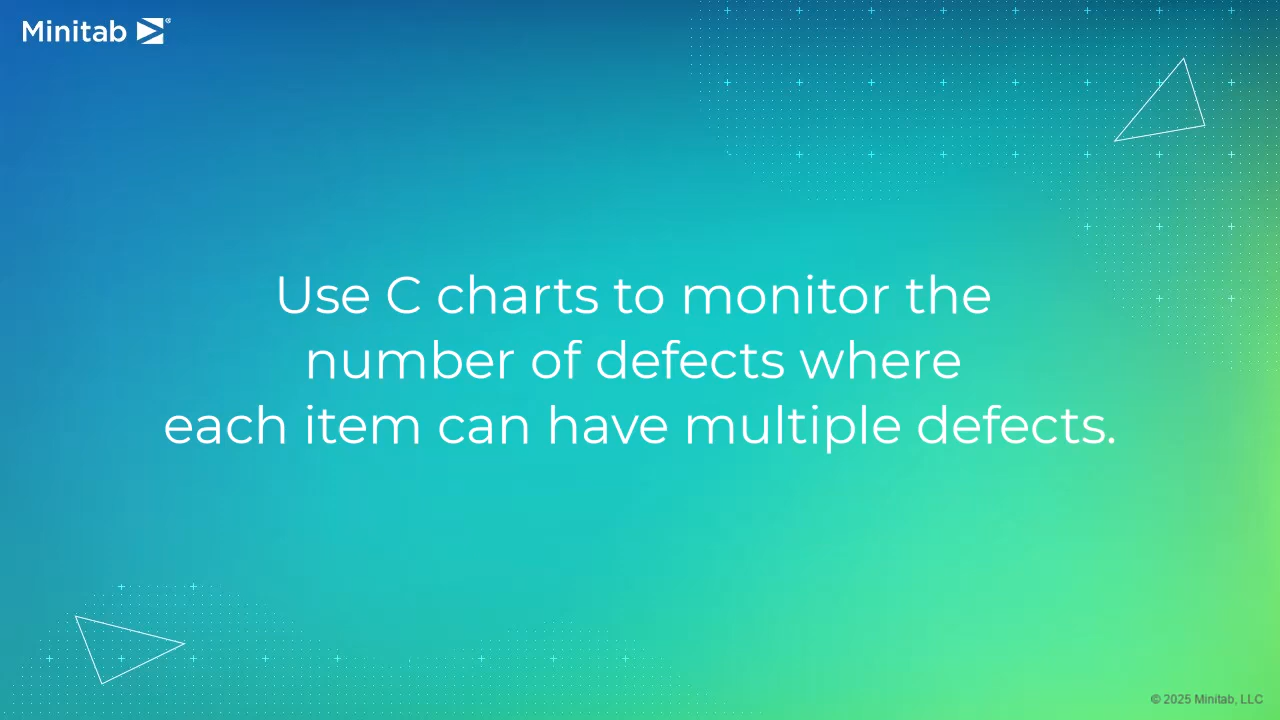 Minitab
Use C charts to monitor the
number of defects where
each item can have multiple defects.
© 2025 Minitab, LLC